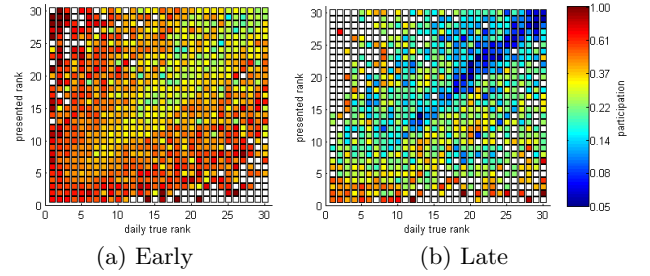 30
25
20
15
10
5
0
presented rank
0 5 10 15 20 25 30
daily true rank
(a) Early
30
25
20
15
10
5
0
presented rank
0 5 10 15 20 25 30
daily true rank
(b) Late
1.00
0.61
0.37
0.22
0.14
0.08
0.05
participation